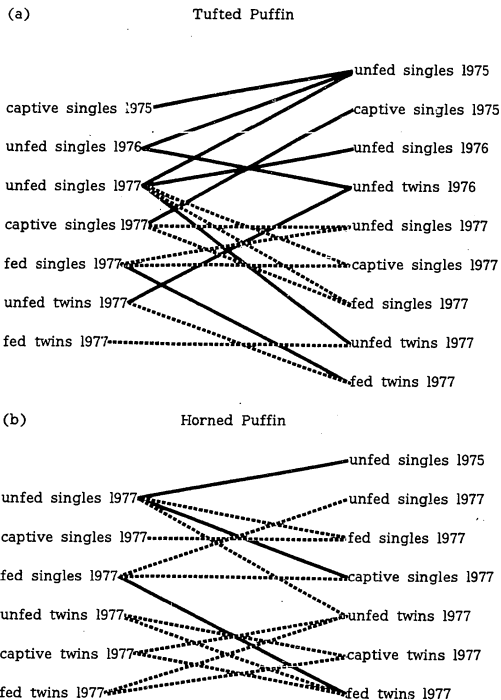 (a) Tufted Puffin
unfed singles 1975
captive singles 1975
captive singles 1975
unfed singles 1976
unfed singles 1976
unfed singles 1977
unfed twins 1976
captive singles 1977
unfed singles 1977
fed singles 1977
captive singles 1977
unfed twins 1977
fed singles 1977
fed twins 1977
unfed twins 1977
fed twins 1977
(b) Horned Puffin
unfed singles 1975
unfed singles 1977
unfed singles 1977
captive singles 1977
fed singles 1977
fed singles 1977
captive singles 1977
unfed twins 1977
unfed twins 1977
captive twins 1977
captive twins 1977
fed twins 1977
fed twins 1977